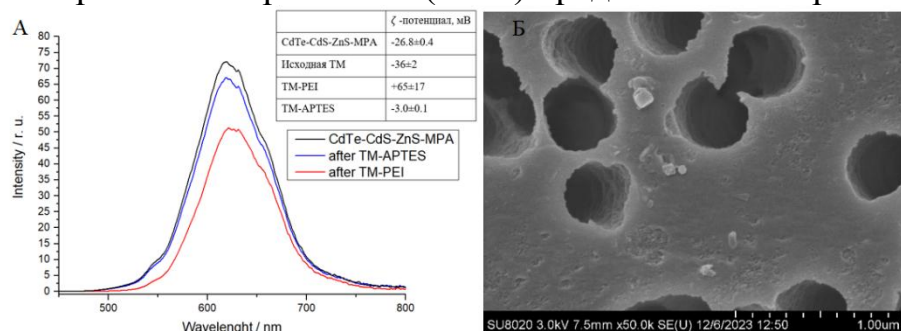 А
ζ -потенциал, мВ
CdTe-CdS-ZnS-MPA -26.8±0.4
Исходная ТМ -36±2
TM-PEI +65±17
TM-APTES -3.0±0.1
CdTe-CdS-ZnS-MPA
after TM-APTES
after TM-PEI
Intensity / r. u.
80
75
70
65
60
55
50
45
40
35
30
25
20
15
10
5
0
500 600 700 800
Wavelenght / nm
Б
SU8020 3.0kV 7.5mm x50.0k SE(U) 12/6/2023 12:50 1.00um